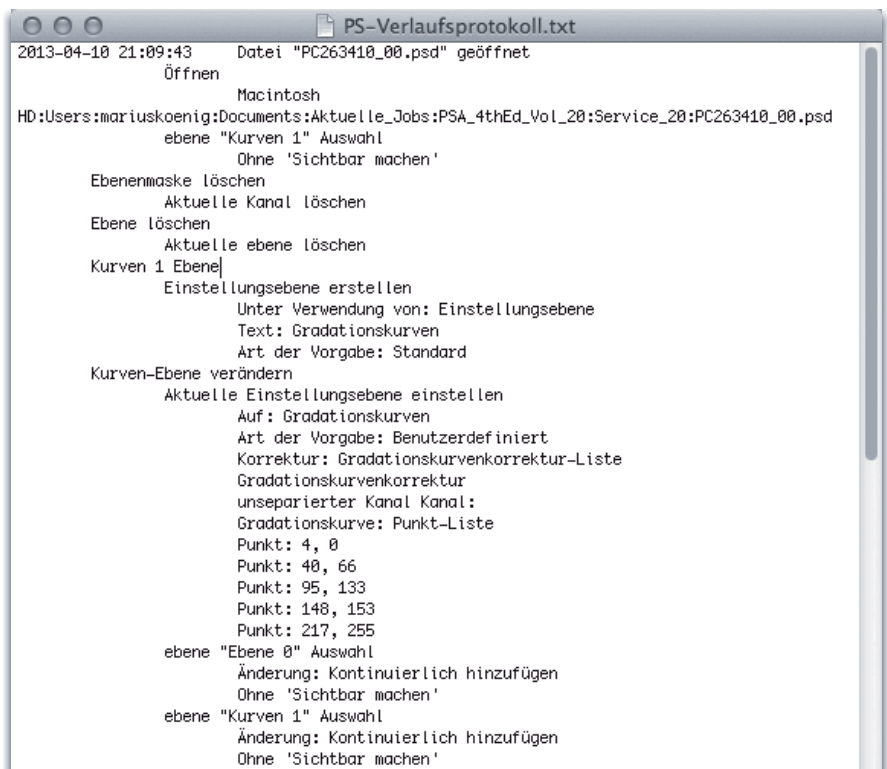 PS-Verlaufsprotokoll.txt
2013-04-10 21:09:43 Datei "PC263410_00.psd" geöffnet
Öffnen
Macintosh
HD:Users:mariuskoenig:Documents:Aktuelle_Jobs:PSA_4thEd_Vol_20:Service_20:PC263410_00.psd
ebene "Kurven 1" Auswahl
Ohne 'Sichtbar machen'
Ebenenmaske löschen
Aktuelle Kanal löschen
Ebene löschen
Aktuelle ebene löschen
Kurven 1 Ebene
Einstellungsebene erstellen
Unter Verwendung von: Einstellungsebene
Text: Gradationskurven
Art der Vorgabe: Standard
Kurven-Ebene verändern
Aktuelle Einstellungsebene einstellen
Auf: Gradationskurven
Art der Vorgabe: Benutzerdefiniert
Korrektur: Gradationskurvenkorrektur-Liste
Gradationskurvenkorrektur
unseparierter Kanal Kanal:
Gradationskurve: Punkt-Liste
Punkt: 4, 0
Punkt: 40, 66
Punkt: 95, 133
Punkt: 148, 153
Punkt: 217, 255
ebene "Ebene 0" Auswahl
Änderung: Kontinuierlich hinzufügen
Ohne 'Sichtbar machen'
ebene "Kurven 1" Auswahl
Änderung: Kontinuierlich hinzufügen
Ohne 'Sichtbar machen'